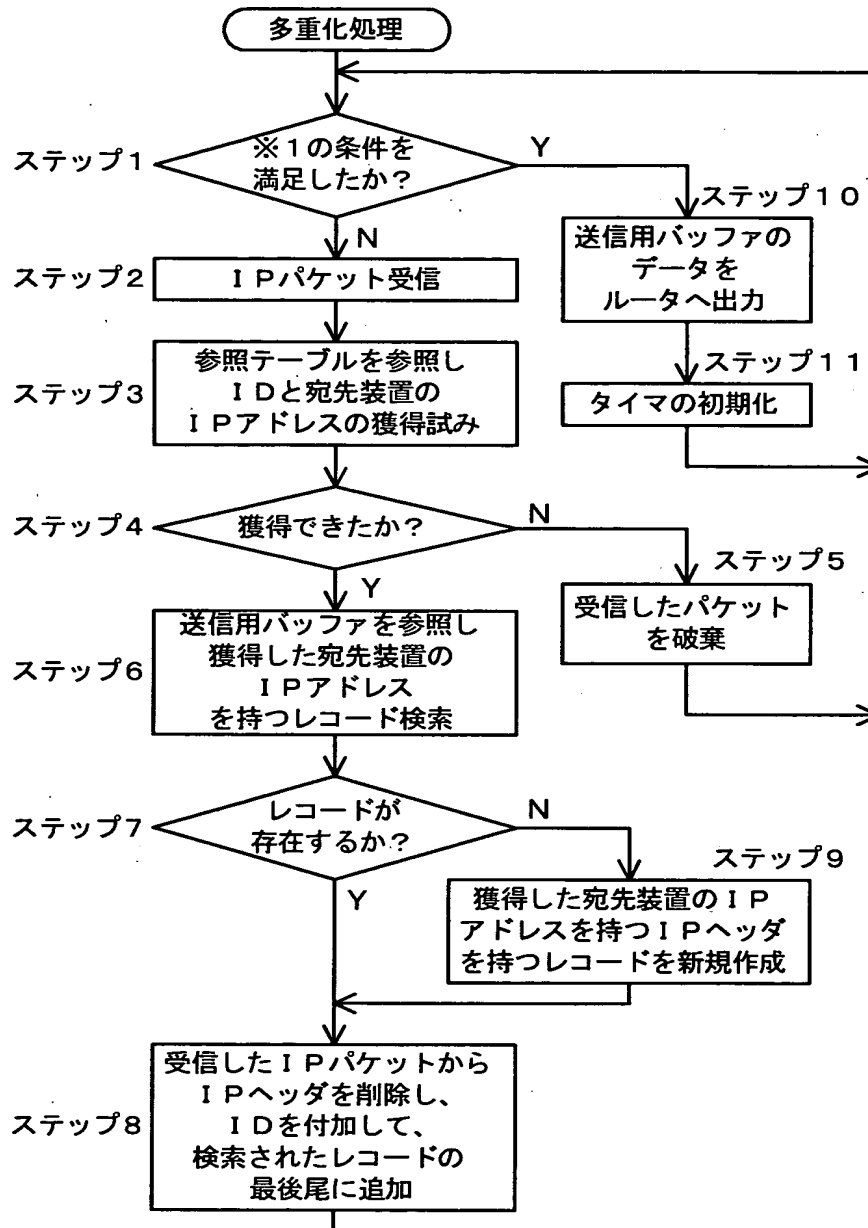 多重化処理
ステップ1
※1の条件を
満足したか？
Y
N
ステップ10
送信用バッファの
データを
ルータへ出力
ステップ2
IPパケット受信
ステップ11
タイマの初期化
ステップ3
参照テーブルを参照し
IDと宛先装置の
IPアドレスの獲得試み
ステップ4
獲得できたか？
N
Y
ステップ5
受信したパケット
を破棄
ステップ6
送信用バッファを参照し
獲得した宛先装置の
IPアドレス
を持つレコード検索
ステップ7
レコードが
存在するか？
N
Y
ステップ9
獲得した宛先装置のIP
アドレスを持つIPヘッダ
を持つレコードを新規作成
ステップ8
受信したIPパケットから
IPヘッダを削除し、
IDを付加して、
検索されたレコードの
最後尾に追加